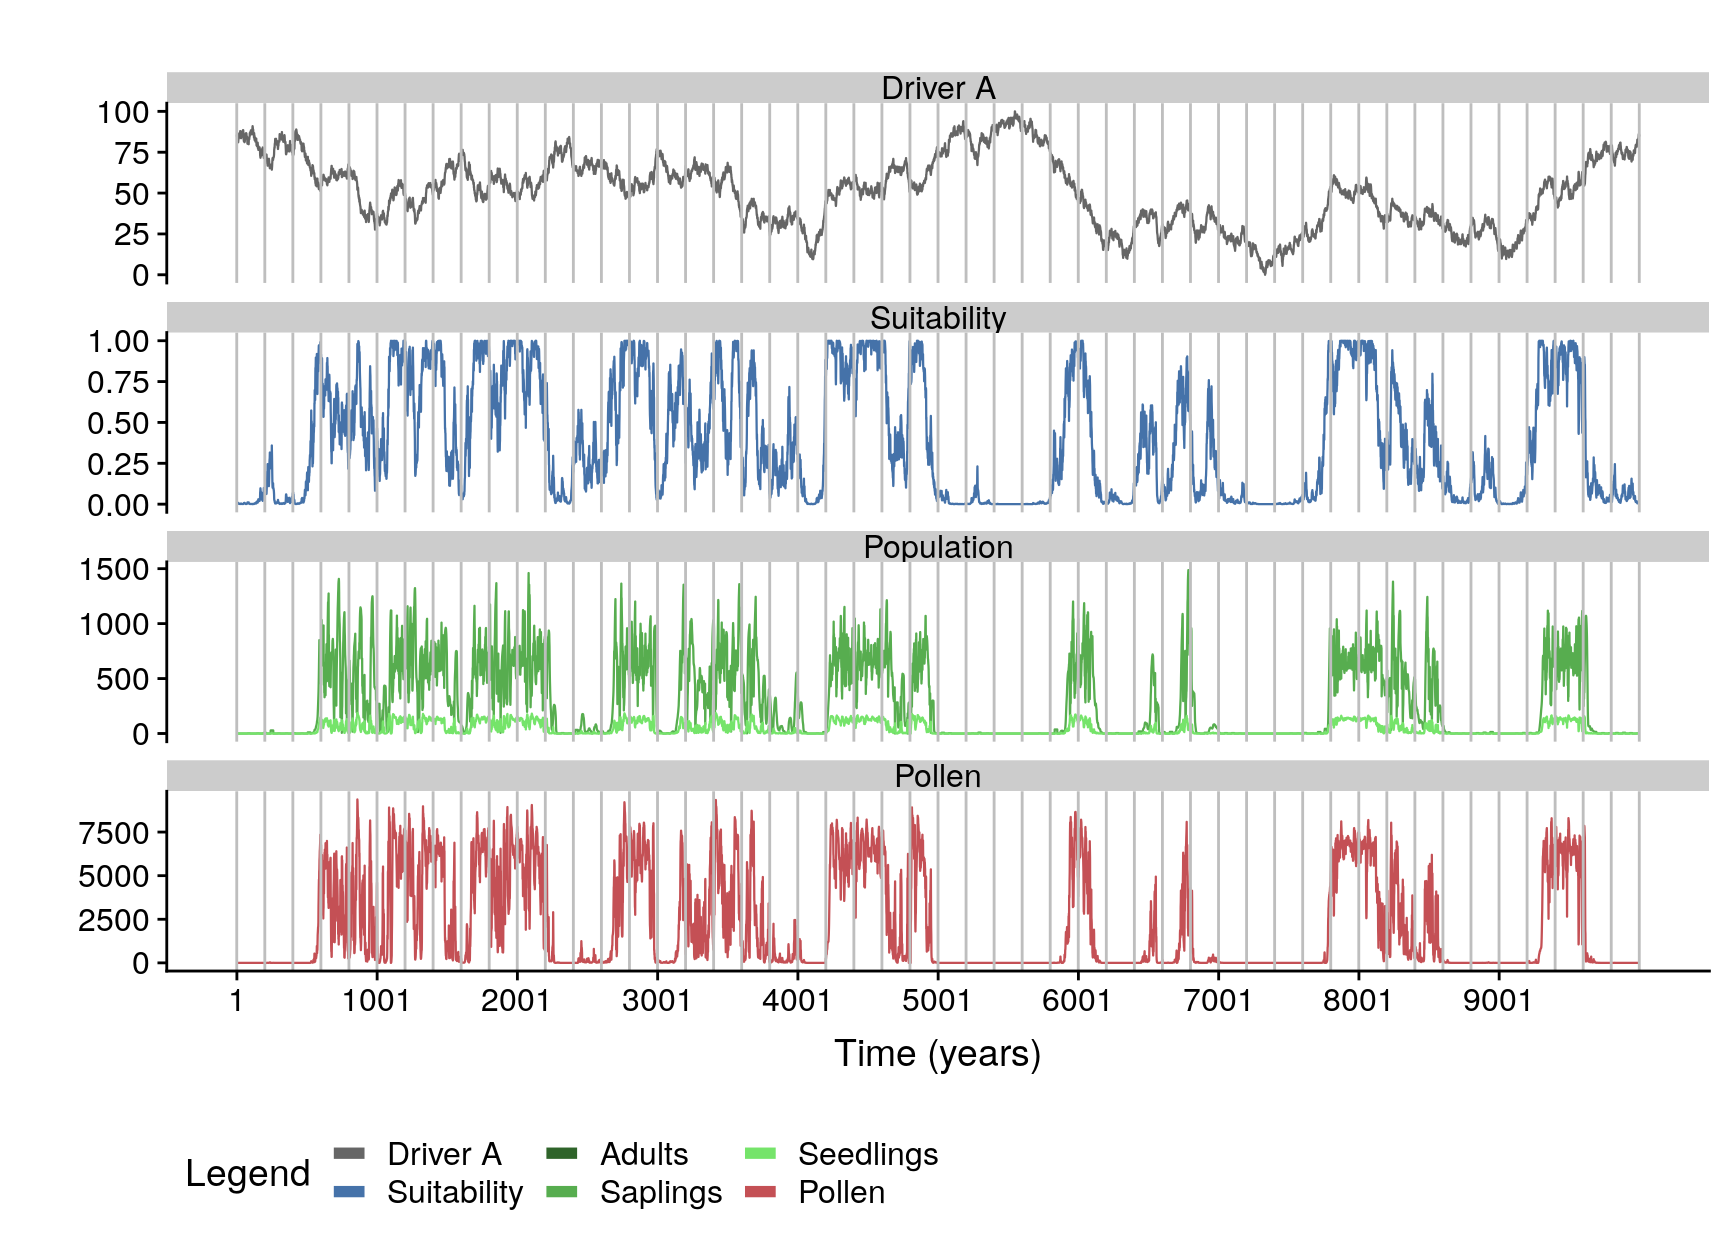 Driver A
100
75
50
25
0
Suitability
1.00
0.75
0.50
0.25
0.00
Population
1500
1000
500
0
Pollen
7500
5000
2500
0
1 1001 2001 3001 4001 5001 6001 7001 8001 9001
Time (years)
Legend
Driver A Adults Seedlings
Suitability Saplings Pollen